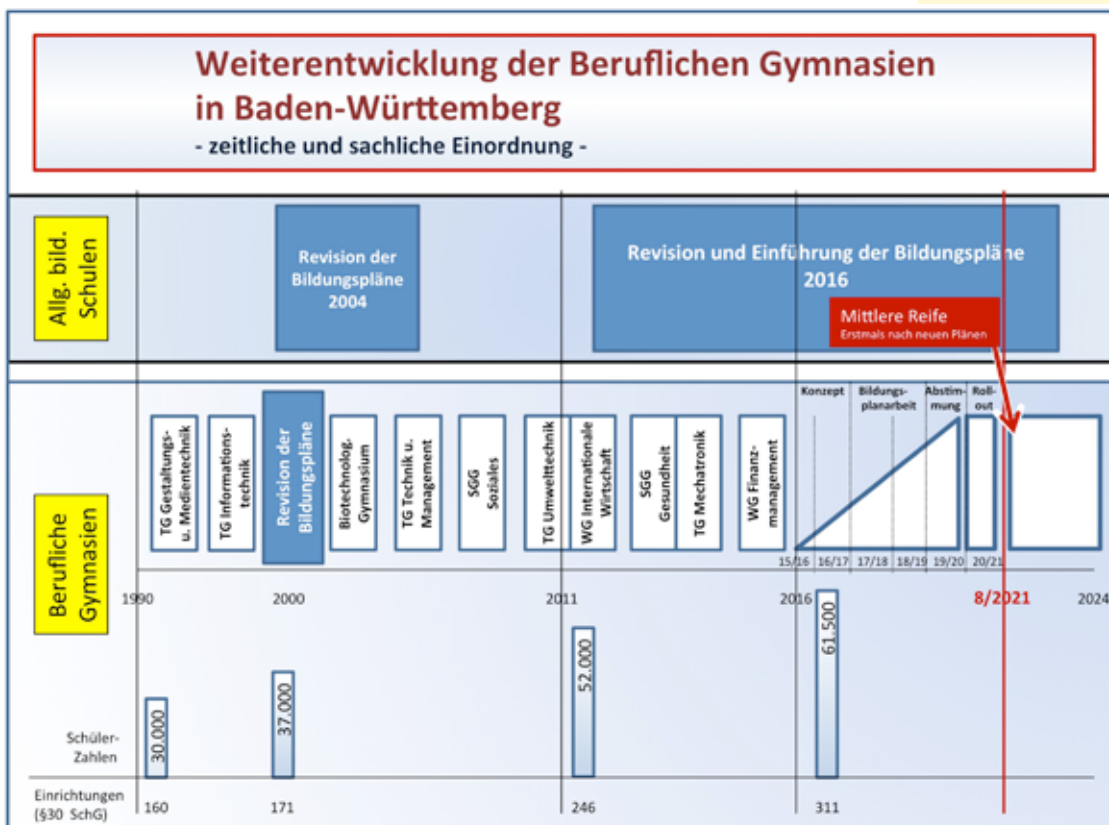 Weiterentwicklung der Beruflichen Gymnasien
in Baden-Württemberg
- zeitliche und sachliche Einordnung -
Allg. bild.
Schulen
Revision der
Bildungspläne
2004
Revision und Einführung der Bildungspläne
2016
Mittlere Reife
Erstmals nach neuen Plänen
Berufliche
Gymnasien
TG Gestaltungs-
u. Medientechnik
TG Informations-
technik
Revision der
Bildungspläne
Biotechnolog.
Gymnasium
TG Technik u.
Management
SGG
Soziales
TG Umwelttechnik
WG Internationale
Wirtschaft
SGG
Gesundheit
TG Mechatronik
WG Finanz-
management
Konzept
Bildungs-
planarbeit
Abstim-
mung
Roll-
out
15/16 16/17 17/18 18/19 19/20 20/21
1990 2000 2011 2016 8/2021 2024
Schüler-
Zahlen
30.000
37.000
52.000
61.500
Einrichtungen
(§30 SchG)
160 171 246 311